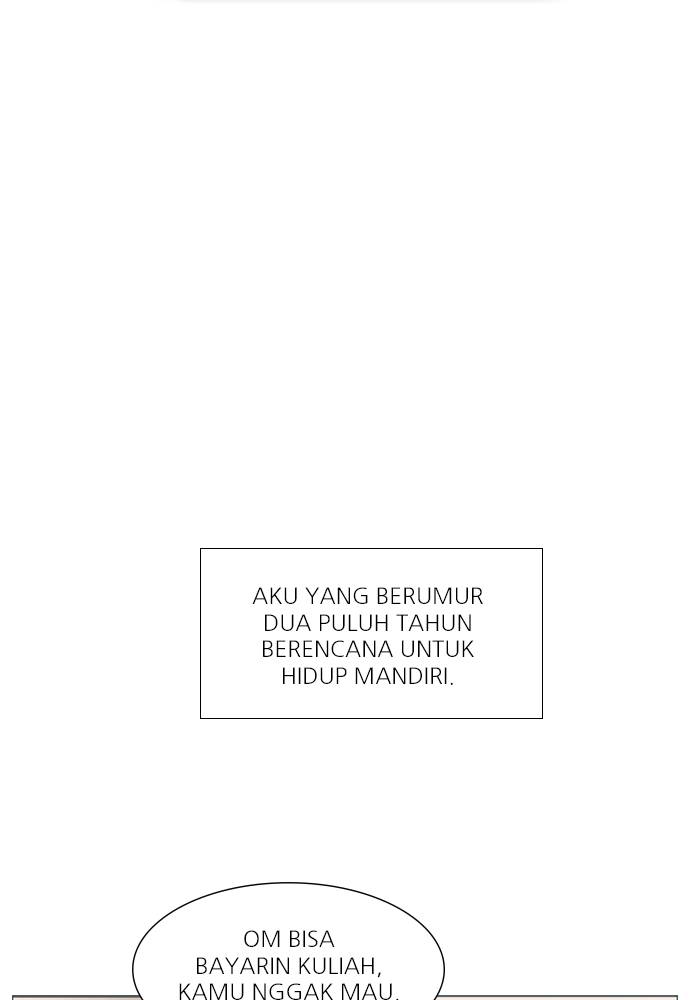 AKU YANG BERUMUR
DUA PULUH TAHUN
BERENCANA UNTUK
HIDUP MANDIRI.
OM BISA
BAYARIN KULIAH,
KAMU NGGAK MAU.